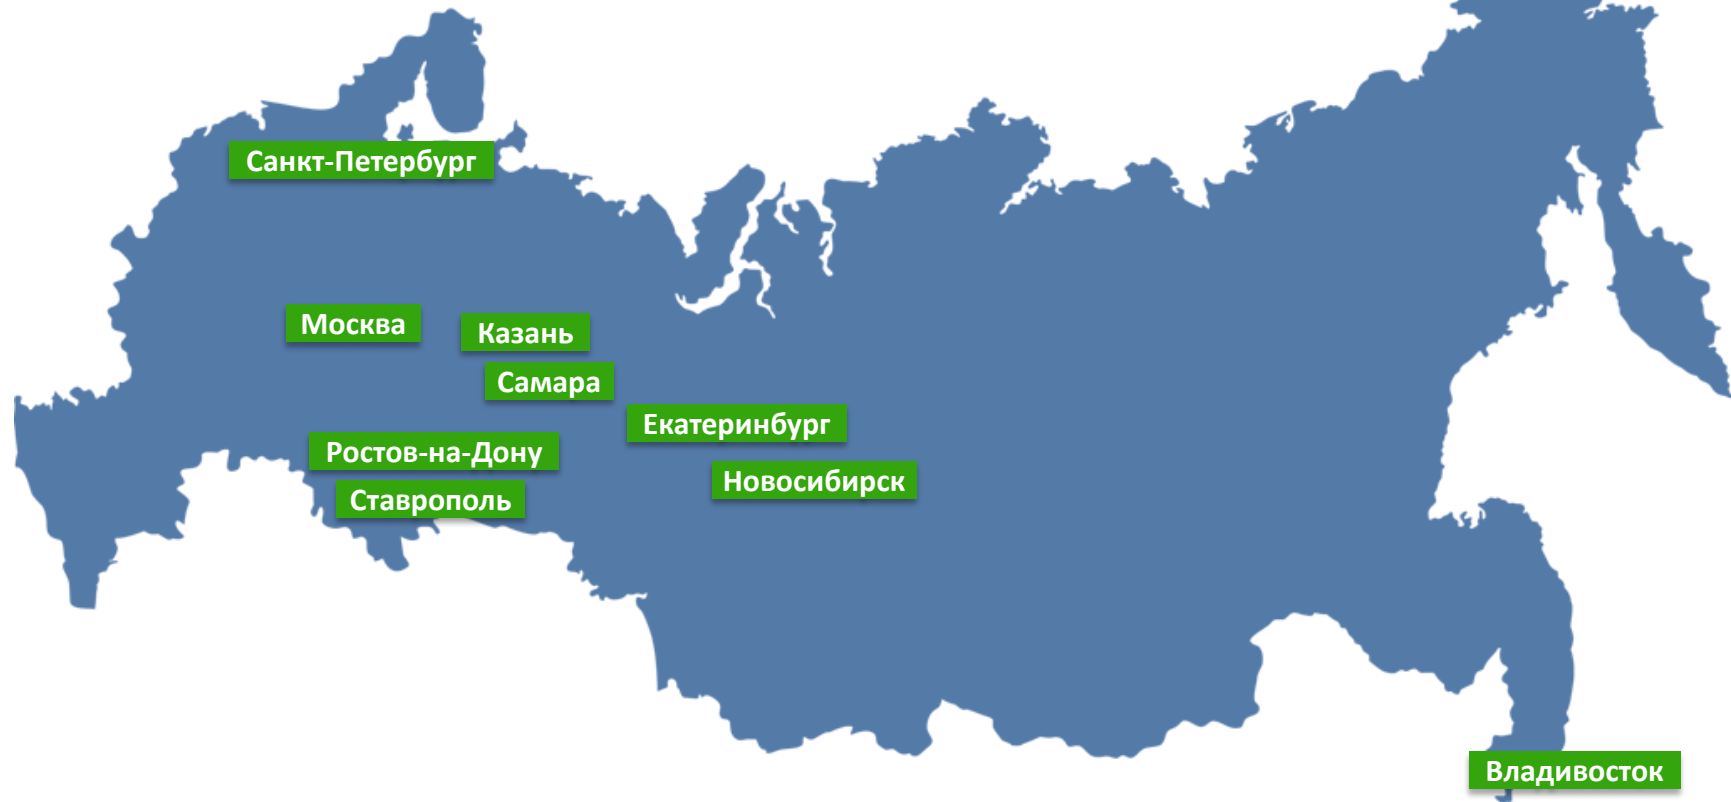 Санкт-Петербург
Москва
Казань
Самара
Екатеринбург
Ростов-на-Дону
Новосибирск
Ставрополь
Владивосток